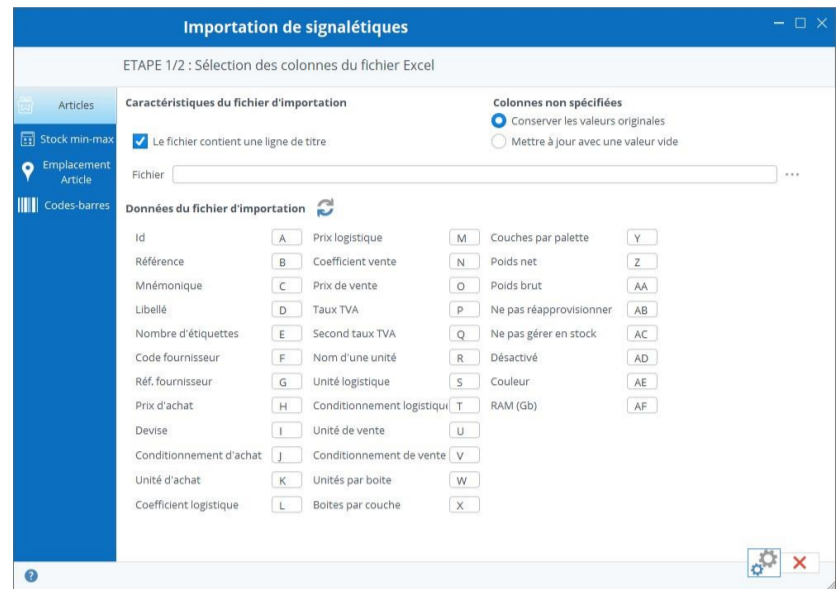 Importation de signalétiques
ETAPE 1/2 : Sélection des colonnes du fichier Excel
Articles
Stock min-max
Emplacement
Article
Codes-barres
Caractéristiques du fichier d'importation
Le fichier contient une ligne de titre
Colonnes non spécifiées
Conserver les valeurs originales
Mettre à jour avec une valeur vide
Fichier ...
Données du fichier d'importation
Id A Prix logistique M Couches par palette Y
Référence B Coefficient vente N Poids net Z
Mnémonique C Prix de vente O Poids brut AA
Libellé D Taux TVA P Ne pas réapprovisionner AB
Nombre d'étiquettes E Second taux TVA Q Ne pas gérer en stock AC
Code fournisseur F Nom d'une unité R Désactivé AD
Réf. fournisseur G Unité logistique S Couleur AE
Prix d'achat H Conditionnement logistiqu T RAM (Gb) AF
Devise I Unité de vente U
Conditionnement d'achat J Conditionnement de vente V
Unité d'achat K Unités par boite W
Coefficient logistique L Boites par couche X
?